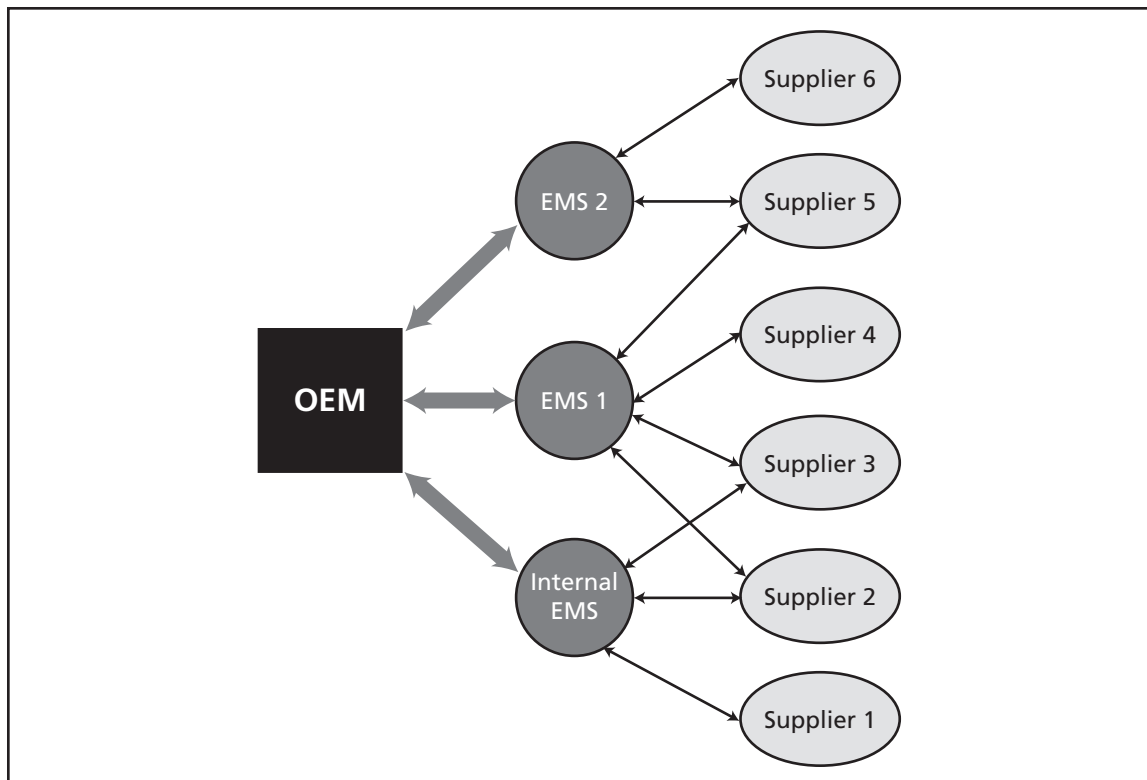 Supplier 6
EMS 2
Supplier 5
OEM
EMS 1
Supplier 4
Supplier 3
Internal
EMS
Supplier 2
Supplier 1